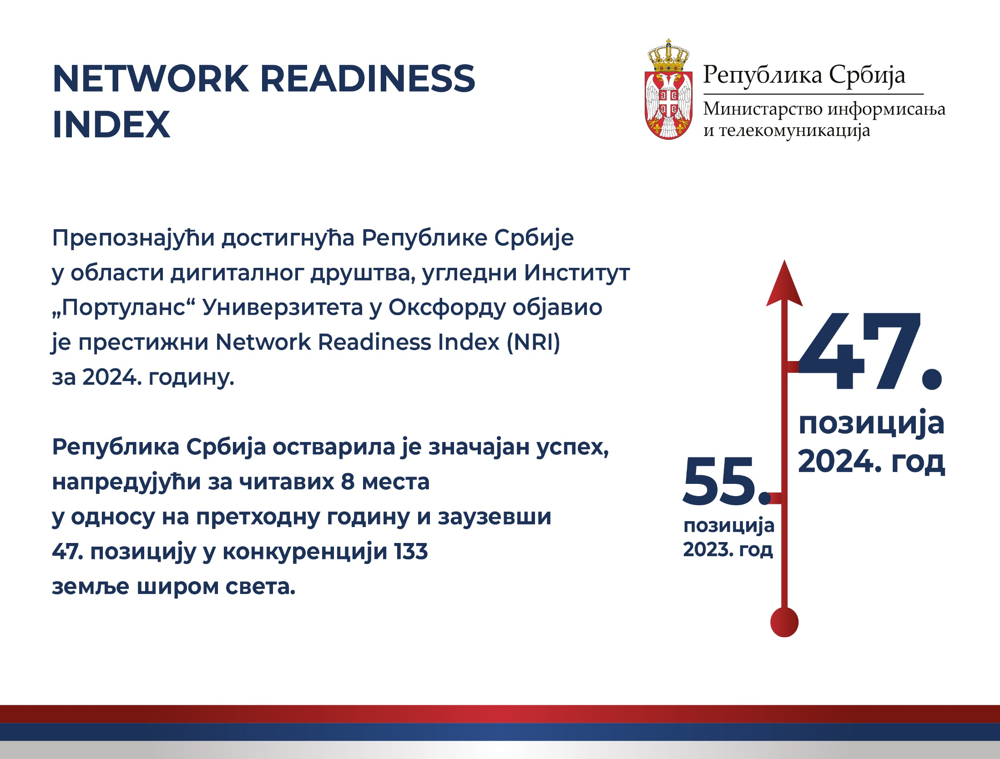 NETWORK READINESS
INDEX
Република Србија
Министарство информисања
и телекомуникација
Препознајући достигнућа Републике Србије
у области дигиталног друштва, угледни Институт
„Портуланс“ Универзитета у Оксфорду објавио
је престижни Network Readiness Index (NRI)
за 2024. годину.
Република Србија остварила је значајан успех,
напредујући за читавих 8 места
у односу на претходну годину и заузевши
47. позицију у конкуренцији 133
земље широм света.
47.
позиција
2024. год
55.
позиција
2023. год